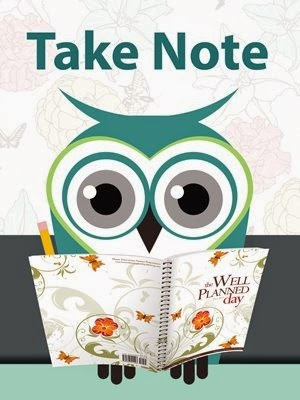 Take Note
the WELL
PLANNED
day